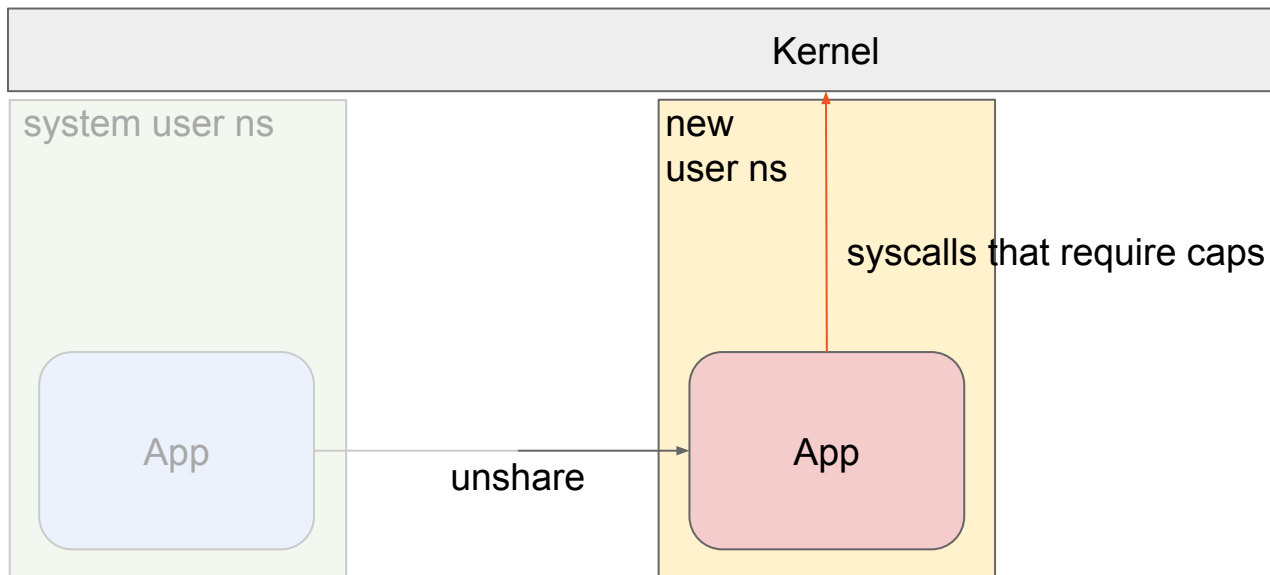 Kernel
system user ns
new
user ns
syscalls that require caps
App
App
unshare